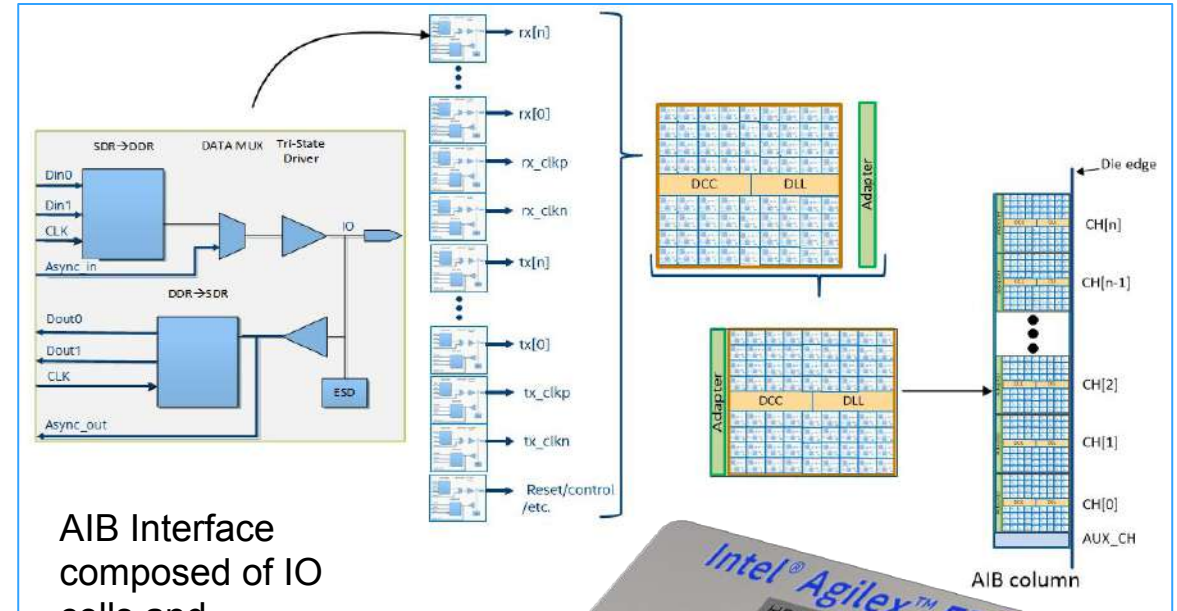 SDR→DDR
DATA MUX
Tri-State
Driver
Din0
Din1
CLK
Async_in
IO
DDR→SDR
Dout0
Dout1
CLK
Async_out
ESD
rx[n]
rx[0]
rx_clkp
rx_clkn
tx[n]
tx[0]
tx_clkp
tx_clkn
Reset/control
/etc.
DCC
DLL
Adapter
Adapter
DCC
DLL
Die edge
CH[n]
CH[n-1]
CH[2]
CH[1]
CH[0]
AUX_CH
AIB column
AIB Interface
composed of IO
cells and
Intel® Agilex™